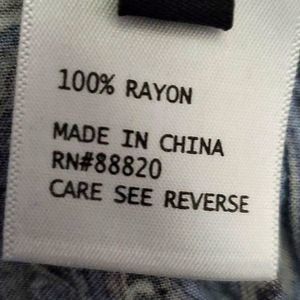 100% RAYON
MADE IN CHINA
RN#88820
CARE SEE REVERSE